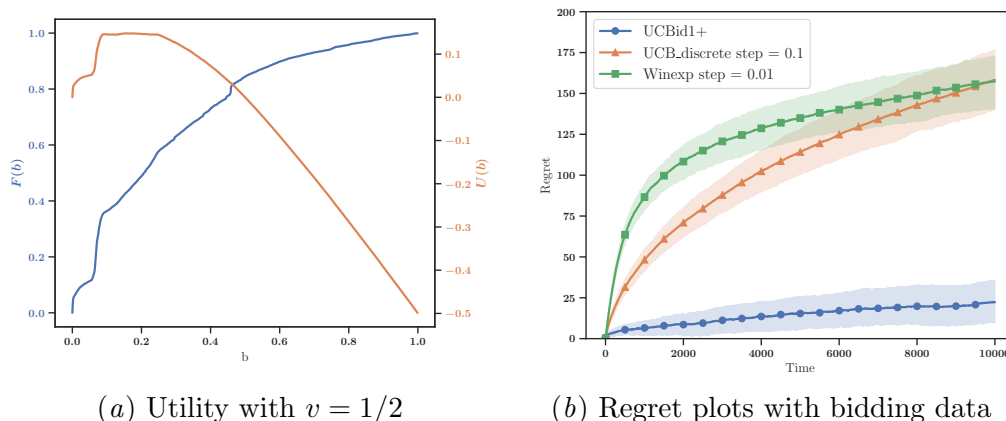 1.0
0.8
0.6
0.4
0.2
0.0
F(b)
0.1
0.0
−0.1
−0.2
−0.3
−0.4
−0.5
U(b)
0.0 0.2 0.4 0.6 0.8 1.0
b
(a) Utility with v = 1/2
200
175
150
125
100
75
50
25
0
Regret
UCBid1+
UCB_discrete step = 0.1
Winexp step = 0.01
0 2000 4000 6000 8000 10000
Time
(b) Regret plots with bidding data